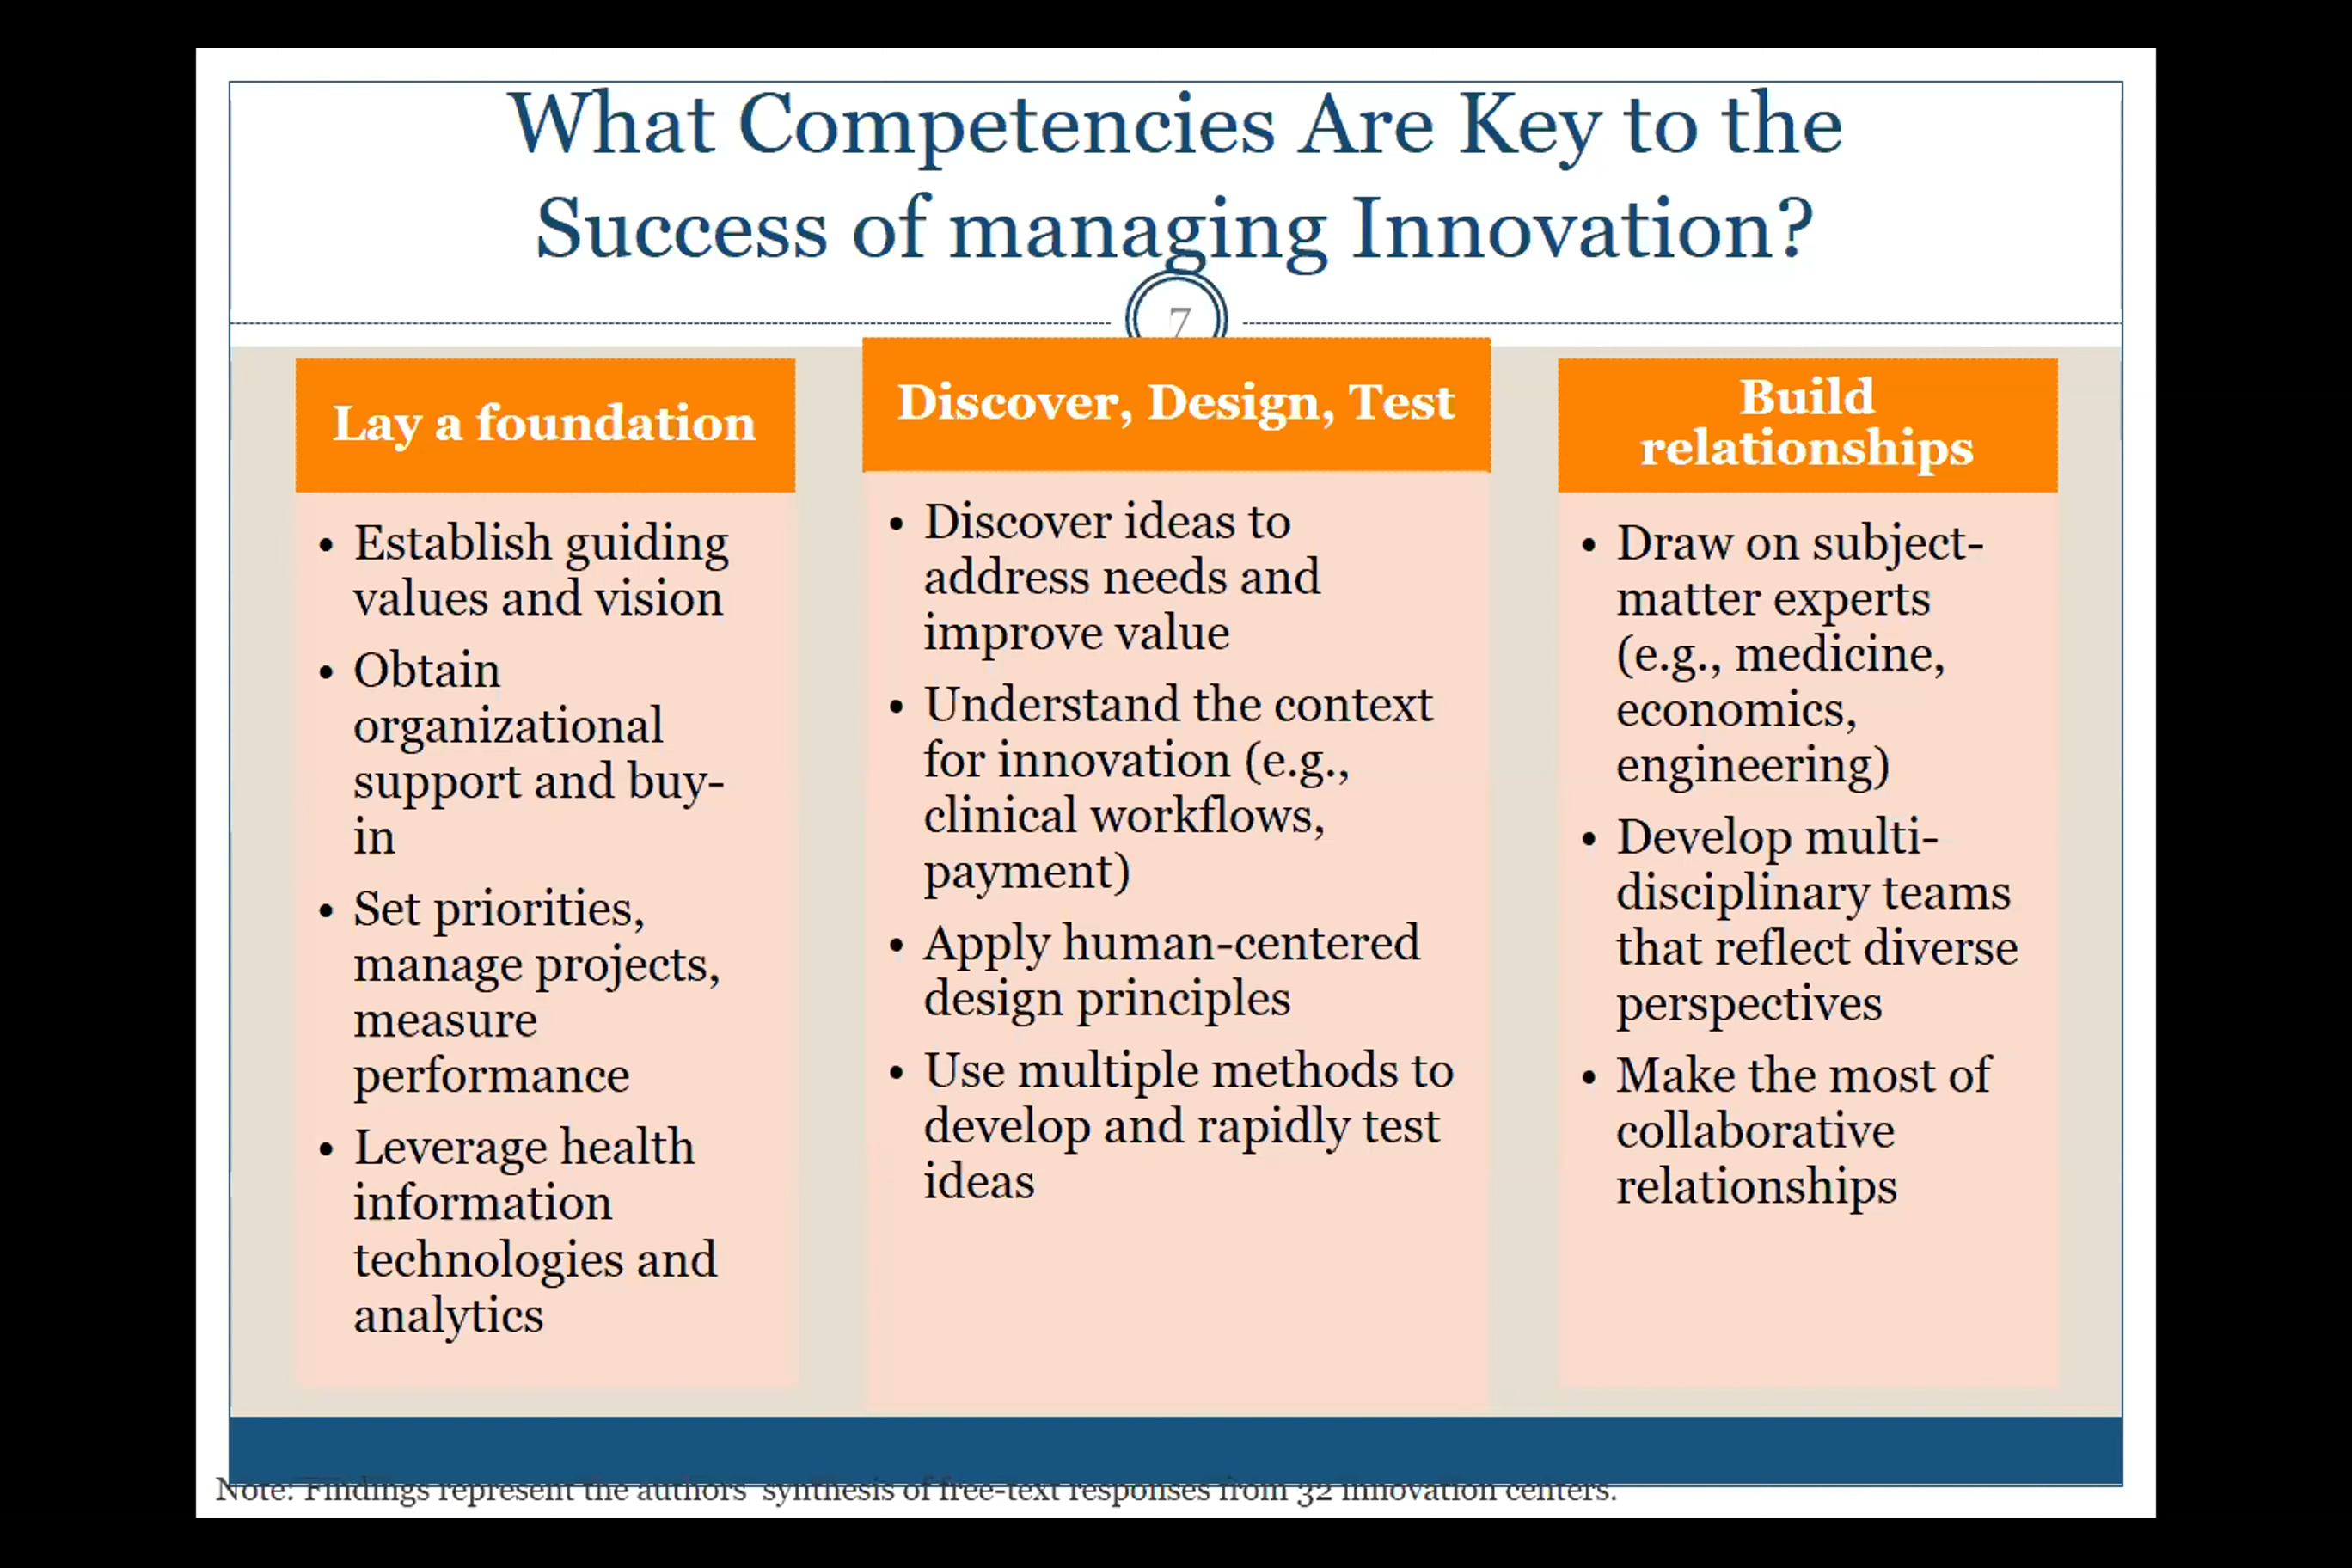 What Competencies Are Key to the
Success of managing Innovation?
7
Lay a foundation
• Establish guiding
values and vision
• Obtain
organizational
support and buy-
in
• Set priorities,
manage projects,
measure
performance
• Leverage health
information
technologies and
analytics
Discover, Design, Test
• Discover ideas to
address needs and
improve value
• Understand the context
for innovation (e.g.,
clinical workflows,
payment)
• Apply human-centered
design principles
• Use multiple methods to
develop and rapidly test
ideas
Build
relationships
• Draw on subject-
matter experts
(e.g., medicine,
economics,
engineering)
• Develop multi-
disciplinary teams
that reflect diverse
perspectives
• Make the most of
collaborative
relationships
Note: Findings represent the authors' synthesis of free-text responses from 32 innovation centers.